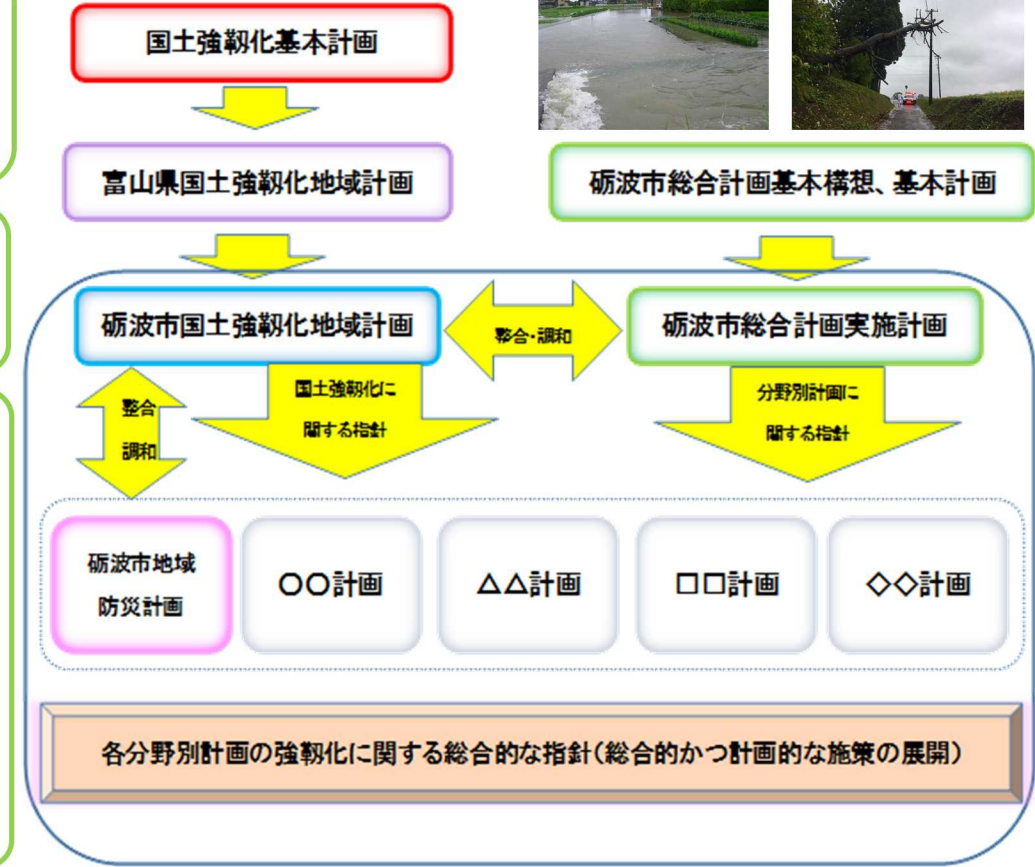 国土強靱化基本計画
富山県国土強靱化地域計画
砺波市総合計画基本構想、基本計画
砺波市国土強靱化地域計画
整合・調和
砺波市総合計画実施計画
整合
調和
国土強靱化に
関する指針
分野別計画に
関する指針
砺波市地域
防災計画
〇〇計画
△△計画
□□計画
◇◇計画
各分野別計画の強靱化に関する総合的な指針(総合的かつ計画的な施策の展開)